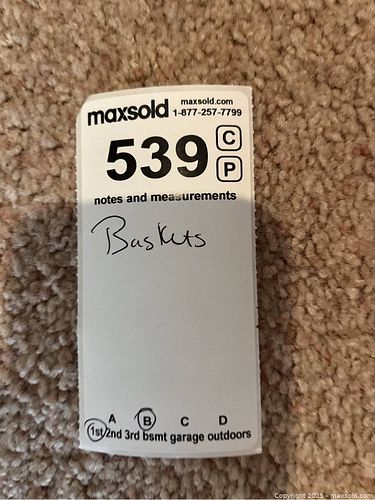 maxsold maxsold.com
1-877-257-7799
539 C
P
notes and measurements
Baskets
A B C D
1st/2nd 3rd bsmt garage outdoors
Copyright 2025 - maxsold.com